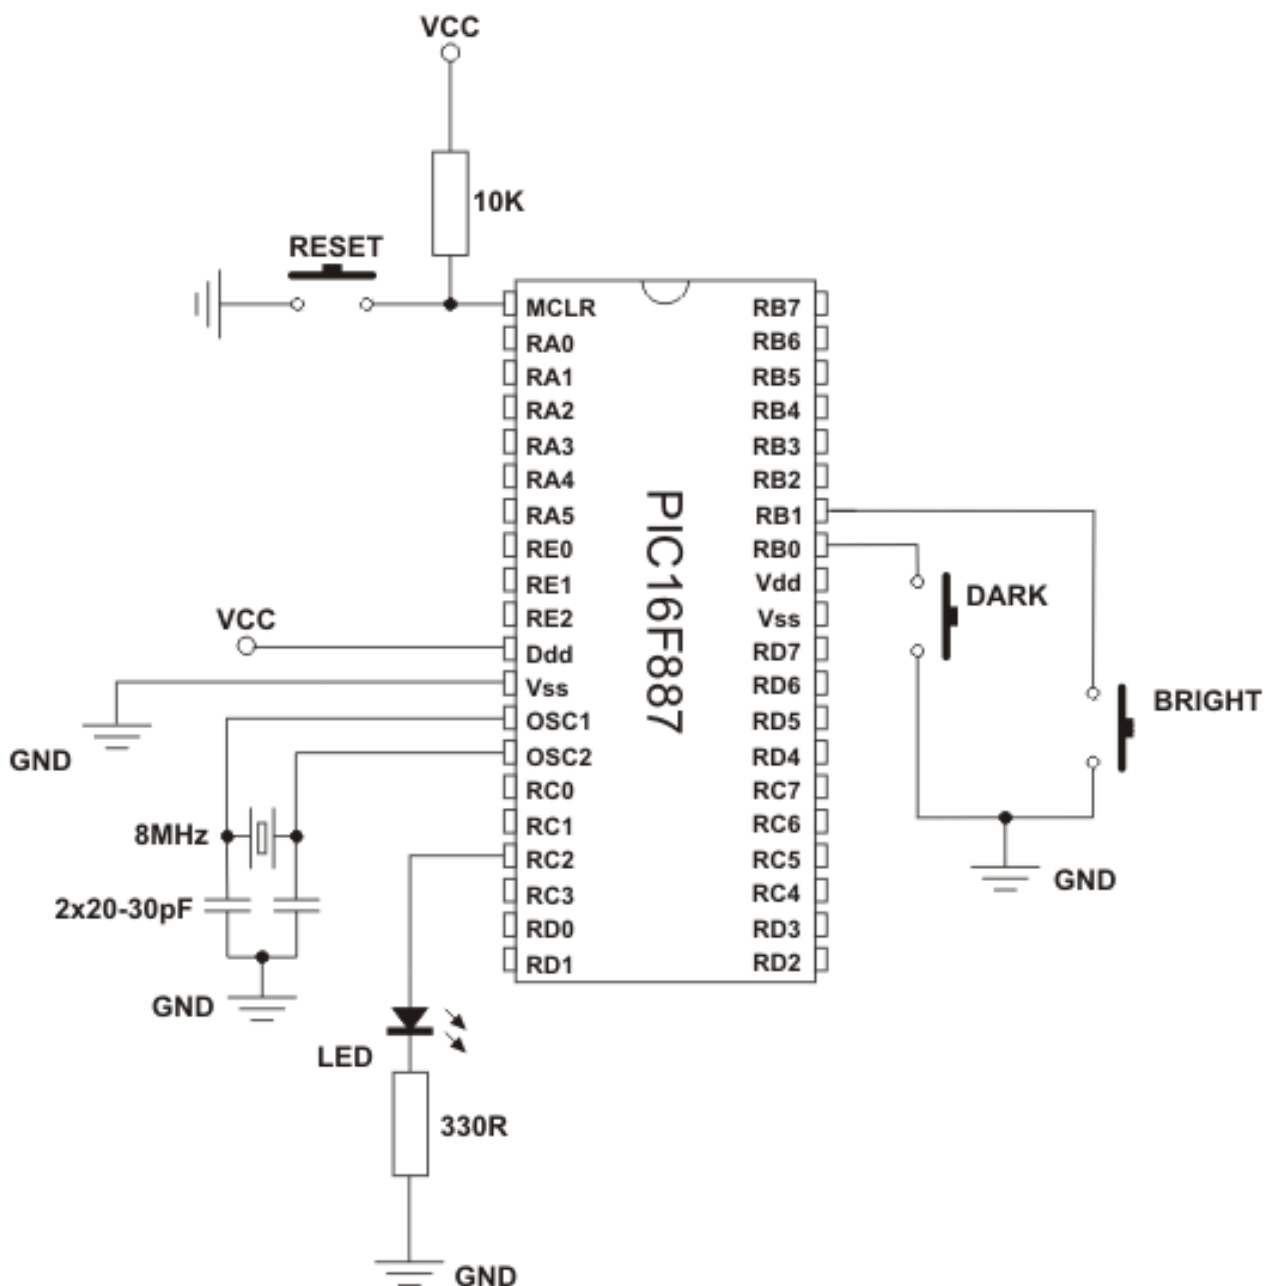 VCC
10K
RESET
MCLR
RA0
RA1
RA2
RA3
RA4
RA5
RE0
RE1
RE2
Ddd
Vss
OSC1
OSC2
RC0
RC1
RC2
RC3
RD0
RD1
PIC16F887
RB7
RB6
RB5
RB4
RB3
RB2
RB1
RB0
Vdd
Vss
RD7
RD6
RD5
RD4
RC7
RC6
RC5
RC4
RD3
RD2
DARK
BRIGHT
GND
VCC
GND
8MHz
2x20-30pF
GND
LED
330R
GND